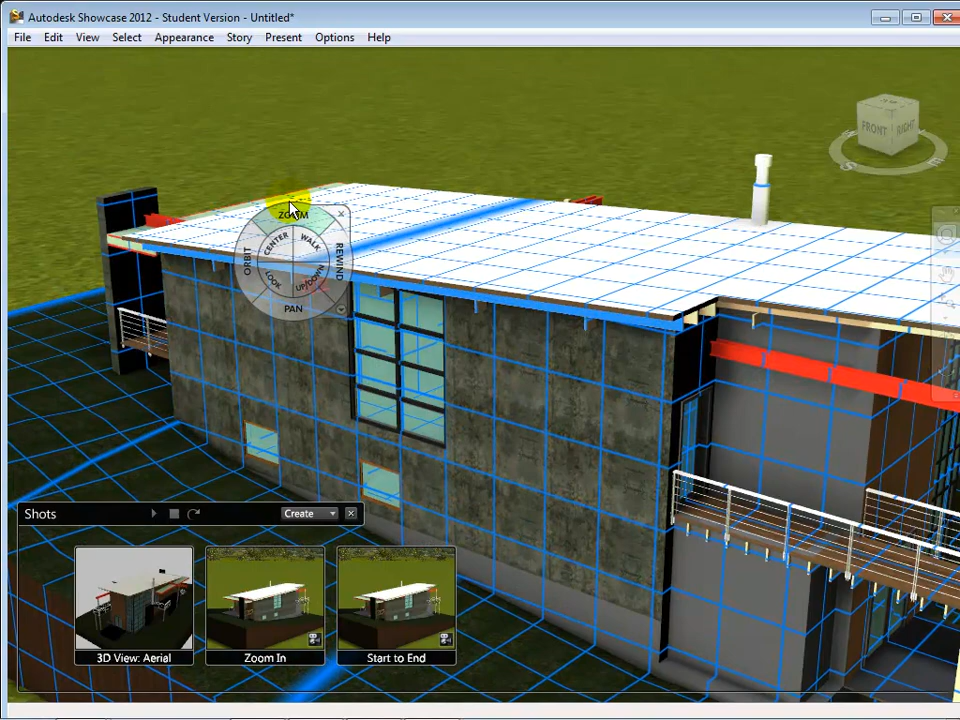 Autodesk Showcase 2012 - Student Version - Untitled*
File Edit View Select Appearance Story Present Options Help
FRONT RIGHT
S E
ZOOM
CENTER WALK
ORBIT REWIND
LOOK UP/DOWN
PAN
Shots Create
3D View: Aerial Zoom In Start to End